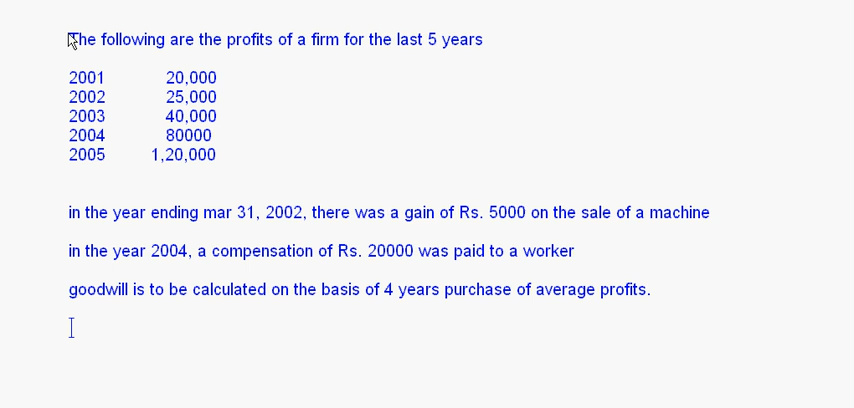 The following are the profits of a firm for the last 5 years
2001 20,000
2002 25,000
2003 40,000
2004 80000
2005 1,20,000
in the year ending mar 31, 2002, there was a gain of Rs. 5000 on the sale of a machine
in the year 2004, a compensation of Rs. 20000 was paid to a worker
goodwill is to be calculated on the basis of 4 years purchase of average profits.